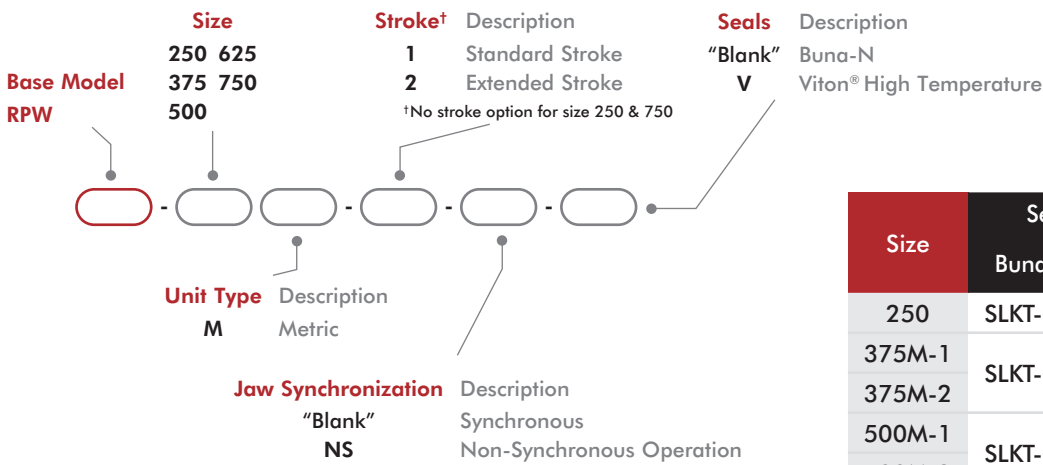 Size
250 625
375 750
500
Base Model
RPW
Stroke† Description
1 Standard Stroke
2 Extended Stroke
†No stroke option for size 250 & 750
Seals Description
"Blank" Buna-N
V Viton® High Temperature
- - - -
Unit Type Description
M Metric
Jaw Synchronization Description
"Blank" Synchronous
NS Non-Synchronous Operation
Size
250 SLKT-
375M-1
SLKT-
375M-2
500M-1
SLKT-